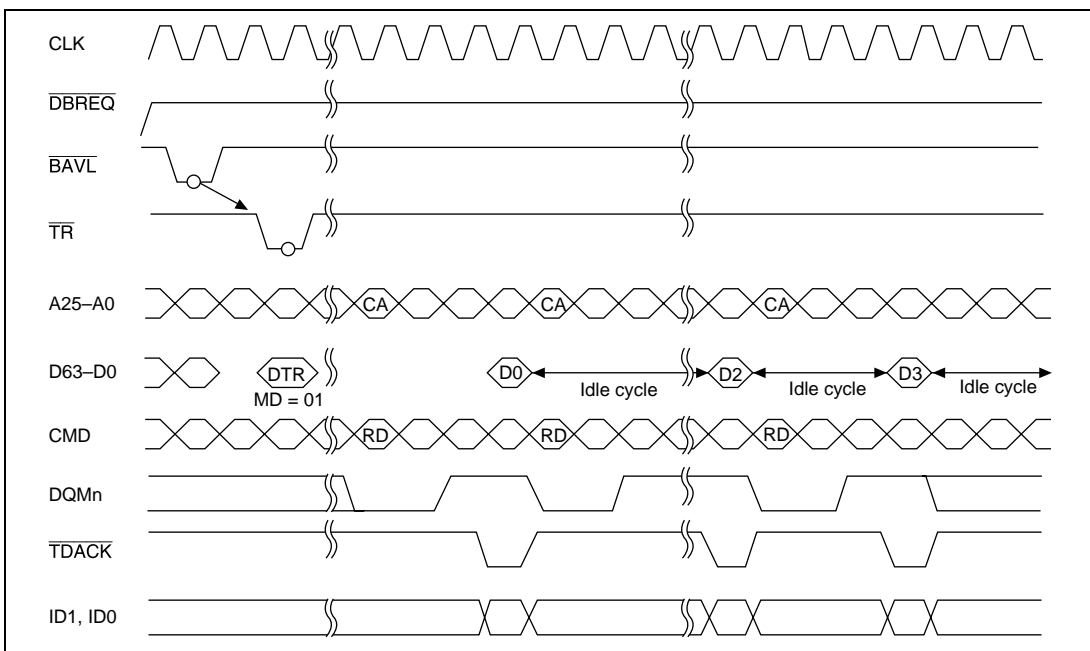 CLK
DBREQ
BAVL
TR
A25–A0 CA CA CA
D63–D0 DTR D0 Idle cycle D2 Idle cycle D3 Idle cycle
MD = 01
CMD RD RD RD
DQMn
TDACK
ID1, ID0